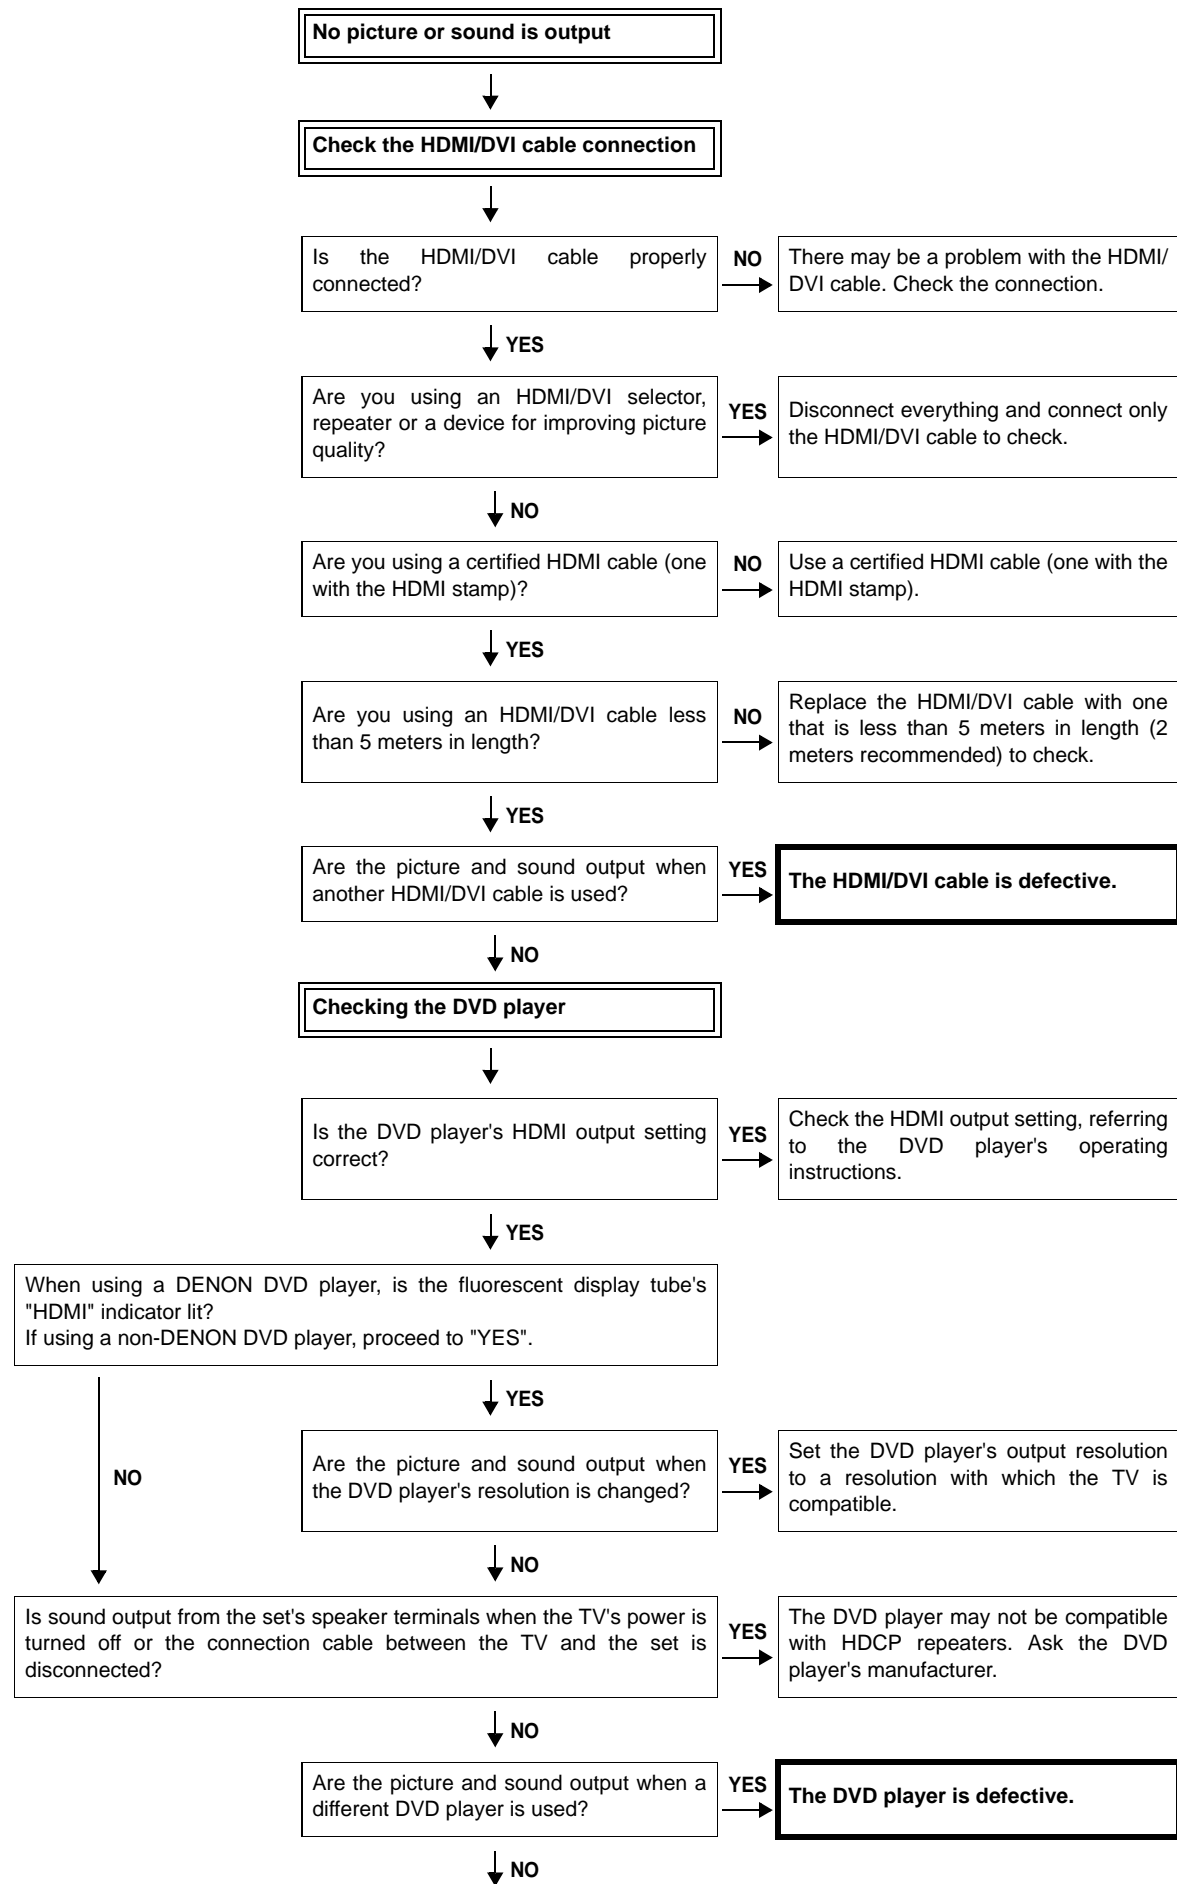 No picture or sound is output
Check the HDMI/DVI cable connection
Is the HDMI/DVI cable properly
connected?
NO
There may be a problem with the HDMI/
DVI cable. Check the connection.
YES
Are you using an HDMI/DVI selector,
repeater or a device for improving picture
quality?
YES
Disconnect everything and connect only
the HDMI/DVI cable to check.
NO
Are you using a certified HDMI cable (one
with the HDMI stamp)?
NO
Use a certified HDMI cable (one with the
HDMI stamp).
YES
Are you using an HDMI/DVI cable less
than 5 meters in length?
NO
Replace the HDMI/DVI cable with one
that is less than 5 meters in length (2
meters recommended) to check.
YES
Are the picture and sound output when
another HDMI/DVI cable is used?
YES
The HDMI/DVI cable is defective.
NO
Checking the DVD player
Is the DVD player's HDMI output setting
correct?
YES
Check the HDMI output setting, referring
to the DVD player's operating
instructions.
YES
When using a DENON DVD player, is the fluorescent display tube's
"HDMI" indicator lit?
If using a non-DENON DVD player, proceed to "YES".
YES
NO
Are the picture and sound output when
the DVD player's resolution is changed?
YES
Set the DVD player's output resolution
to a resolution with which the TV is
compatible.
NO
Is sound output from the set's speaker terminals when the TV's power is
turned off or the connection cable between the TV and the set is
disconnected?
YES
The DVD player may not be compatible
with HDCP repeaters. Ask the DVD
player's manufacturer.
NO
Are the picture and sound output when a
different DVD player is used?
YES
The DVD player is defective.
NO